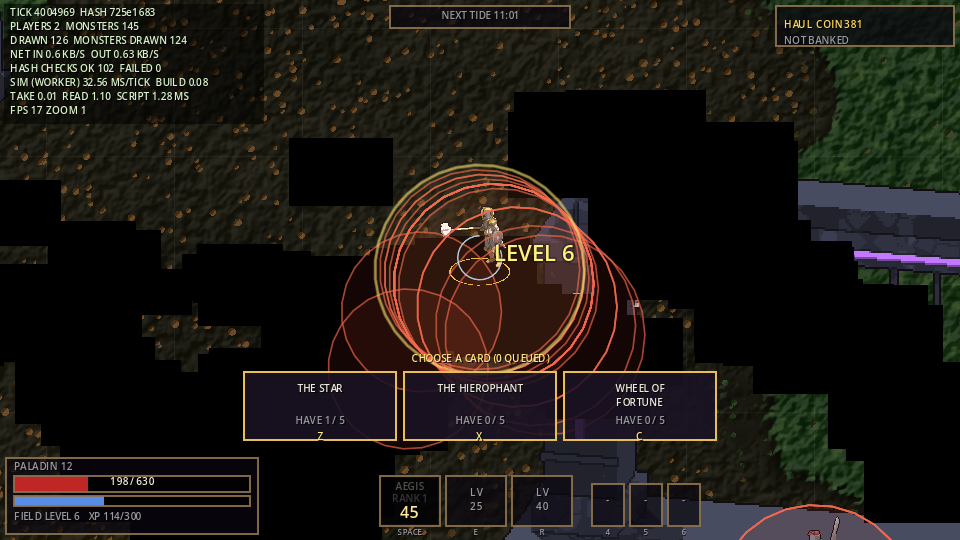 TICK 4004969 HASH 725e1683
PLAYERS 2 MONSTERS 145
DRAWN 126 MONSTERS DRAWN 124
NET IN 0.6 KB/S OUT 0.63 KB/S
HASH CHECKS OK 102 FAILED 0
SIM (WORKER) 32.56 MS/TICK BUILD 0.08
TAKE 0.01 READ 1.10 SCRIPT 1.28 MS
FPS 17 ZOOM 1
NEXT TIDE 11:01
HAUL COIN 381
NOT BANKED
LEVEL 6
CHOOSE A CARD (0 QUEUED)
THE STAR
HAVE 1 / 5
Z
THE HIEROPHANT
HAVE 0 / 5
X
WHEEL OF
FORTUNE
HAVE 0 / 5
C
PALADIN 12
198/630
FIELD LEVEL 6 XP 114/300
AEGIS
RANK 1
45
SPACE
LV
25
E
LV
40
R
-
4
-
5
-
6